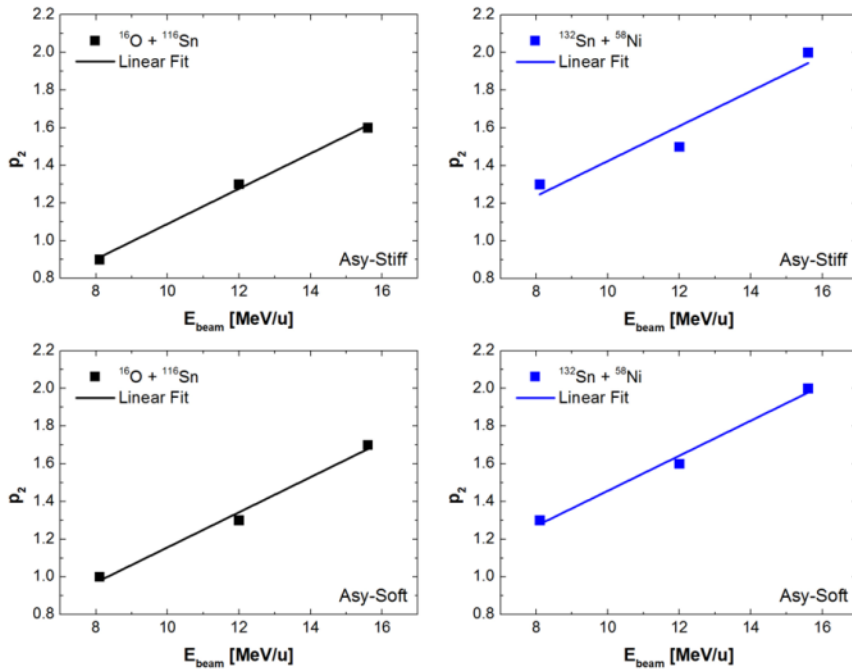 2.2
2.0
1.8
1.6
1.4
1.2
1.0
0.8
p₂
¹⁶O + ¹¹⁶Sn
Linear Fit
Asy-Stiff
8 10 12 14 16
E_beam [MeV/u]
2.2
2.0
1.8
1.6
1.4
1.2
1.0
0.8
p₂
¹³²Sn + ⁵⁸Ni
Linear Fit
Asy-Stiff
8 10 12 14 16
E_beam [MeV/u]
2.2
2.0
1.8
1.6
1.4
1.2
1.0
0.8
p₂
¹⁶O + ¹¹⁶Sn
Linear Fit
Asy-Soft
8 10 12 14 16
E_beam [MeV/u]
2.2
2.0
1.8
1.6
1.4
1.2
1.0
0.8
p₂
¹³²Sn + ⁵⁸Ni
Linear Fit
Asy-Soft
8 10 12 14 16
E_beam [MeV/u]